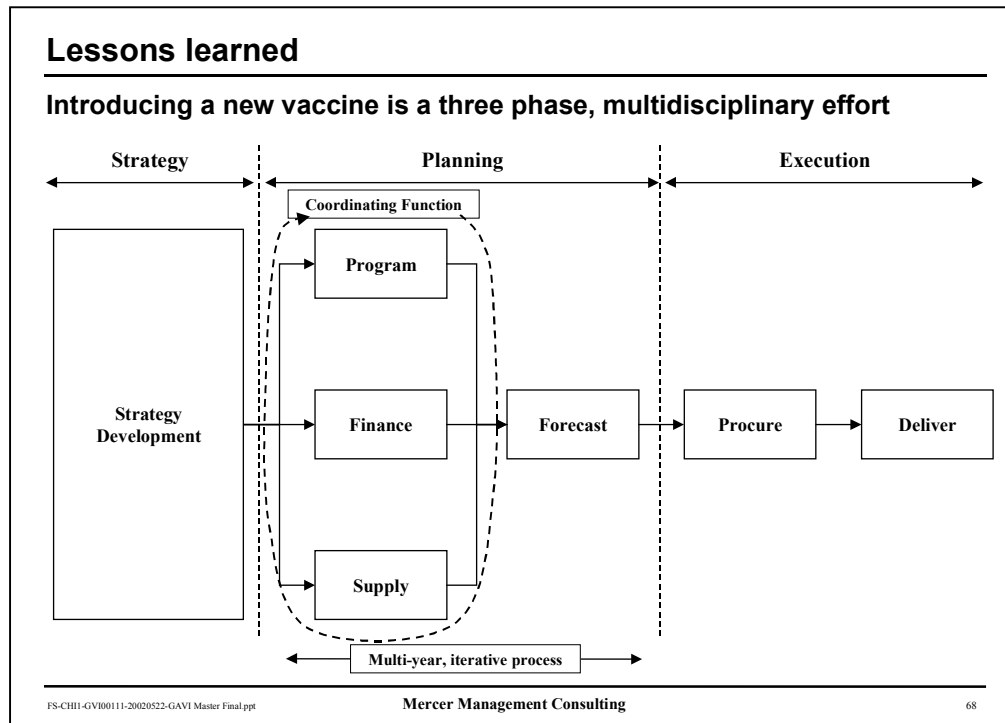 Lessons learned
Introducing a new vaccine is a three phase, multidisciplinary effort
Strategy
Planning
Execution
Coordinating Function
Program
Strategy
Development
Finance
Forecast
Procure
Deliver
Supply
Multi-year, iterative process
FS-CHI1-GVI00111-20020522-GAVI Master Final.ppt
Mercer Management Consulting
68